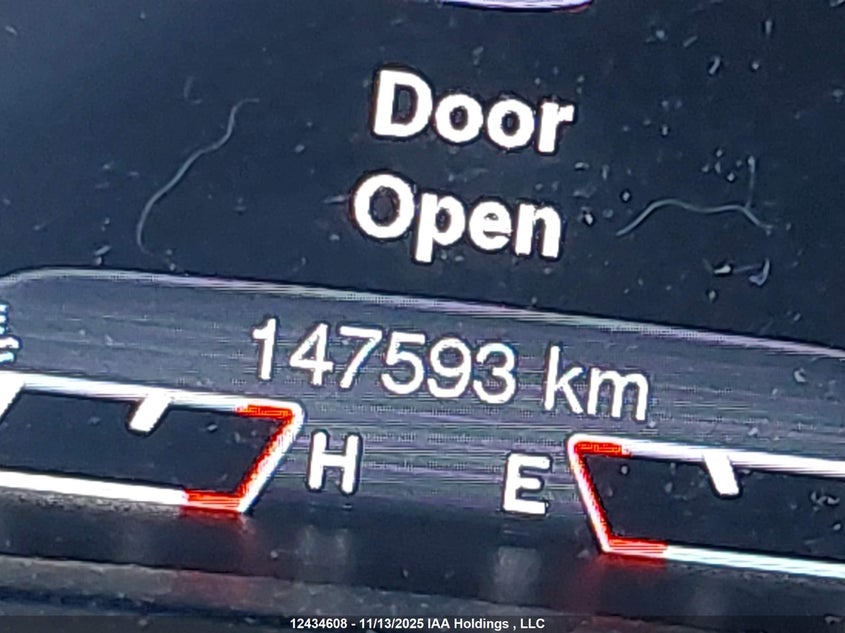 Door
Open
147593 km
H
E
12434608 - 11/13/2025 IAA Holdings , LLC